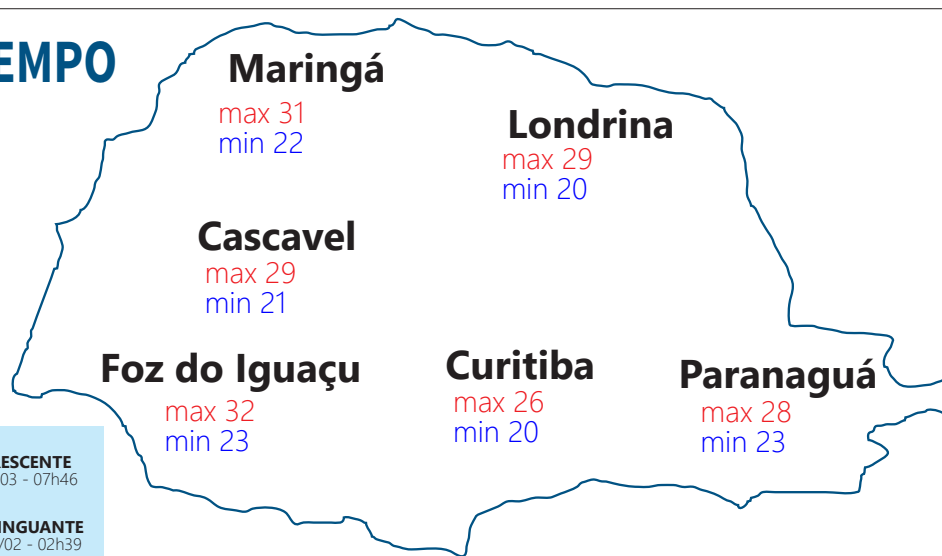 EMPO
Maringá
max 31
min 22
Londrina
max 29
min 20
Cascavel
max 29
min 21
Foz do Iguaçu
max 32
min 23
Curitiba
max 26
min 20
Paranaguá
max 28
min 23
ESCENTE
03 - 07h46
INGUANTE
/02 - 02h39